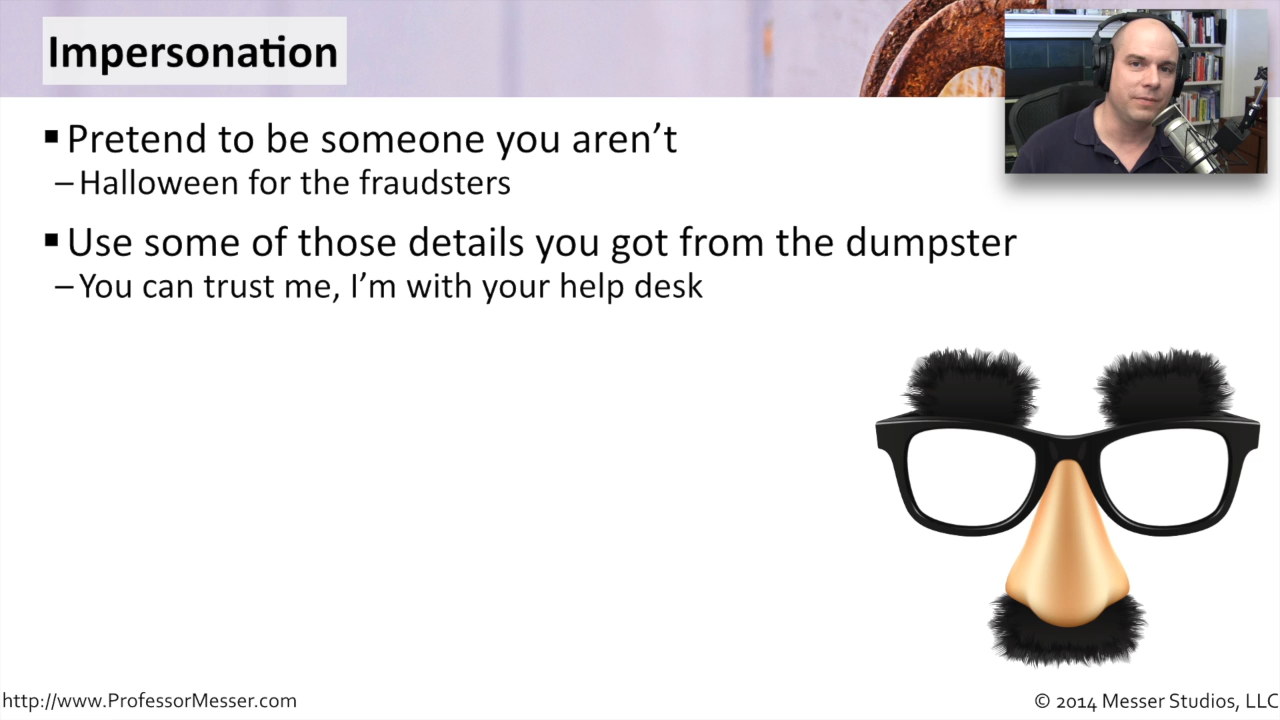 Impersonation
▪ Pretend to be someone you aren’t
– Halloween for the fraudsters
▪ Use some of those details you got from the dumpster
– You can trust me, I’m with your help desk
http://www.ProfessorMesser.com
© 2014 Messer Studios, LLC